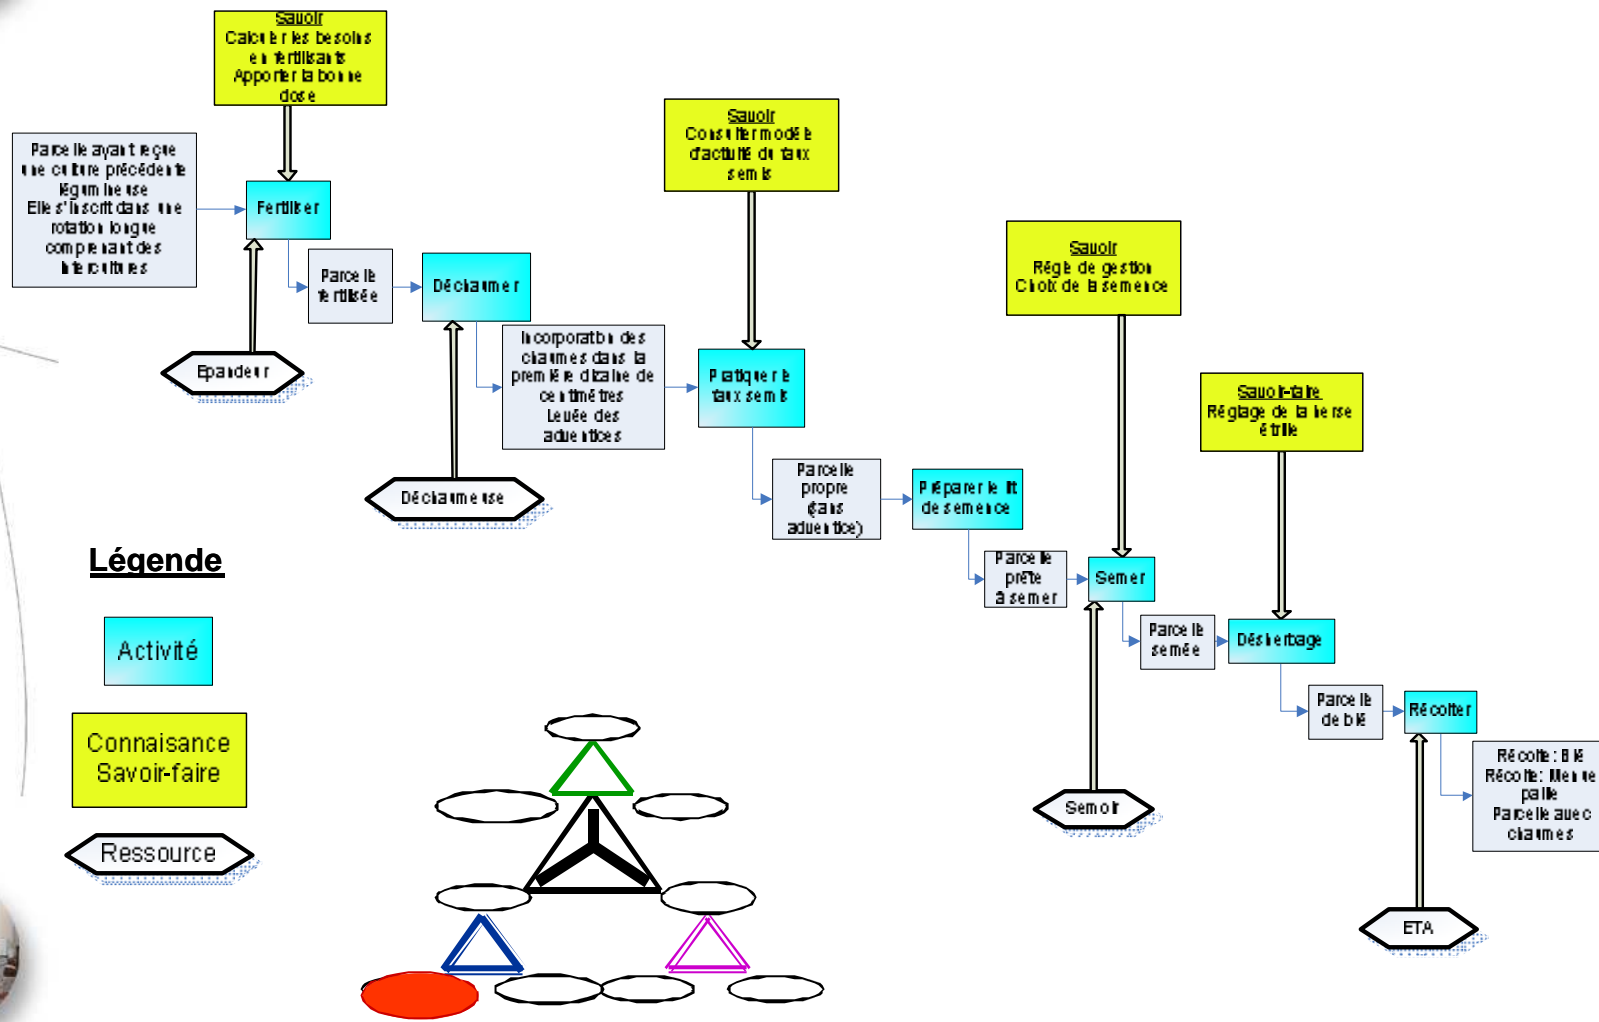 Savoir
Calculer les besoins
en fertilisants
Apporter la bonne
dose
Parcelle ayant reçue
une culture précédente
légumineuse
Elle s'inscrit dans une
rotation longue
comprenant des
intercultures
Fertiliser
Parcelle
fertilisée
Epandeur
Déchaumer
Incorporation des
chaumes dans la
première dizaine de
centimètres
Levée des
adventices
Déchaumeuse
Savoir
Consulter modèle
d'activité du faux
semis
Pratiquer le
faux semis
Parcelle
propre
(sans
adventice)
Préparer le lit
de semence
Parcelle
prête
à semer
Savoir
Règle de gestion
Choix de la semence
Semer
Semoir
Parcelle
semée
Savoir-faire
Réglage de la herse
étrille
Désherbage
Parcelle
de blé
Récolter
ETA
Récolte: Blé
Récolte: Menue
paille
Parcelle avec
chaumes
Légende
Activité
Connaisance
Savoir-faire
Ressource